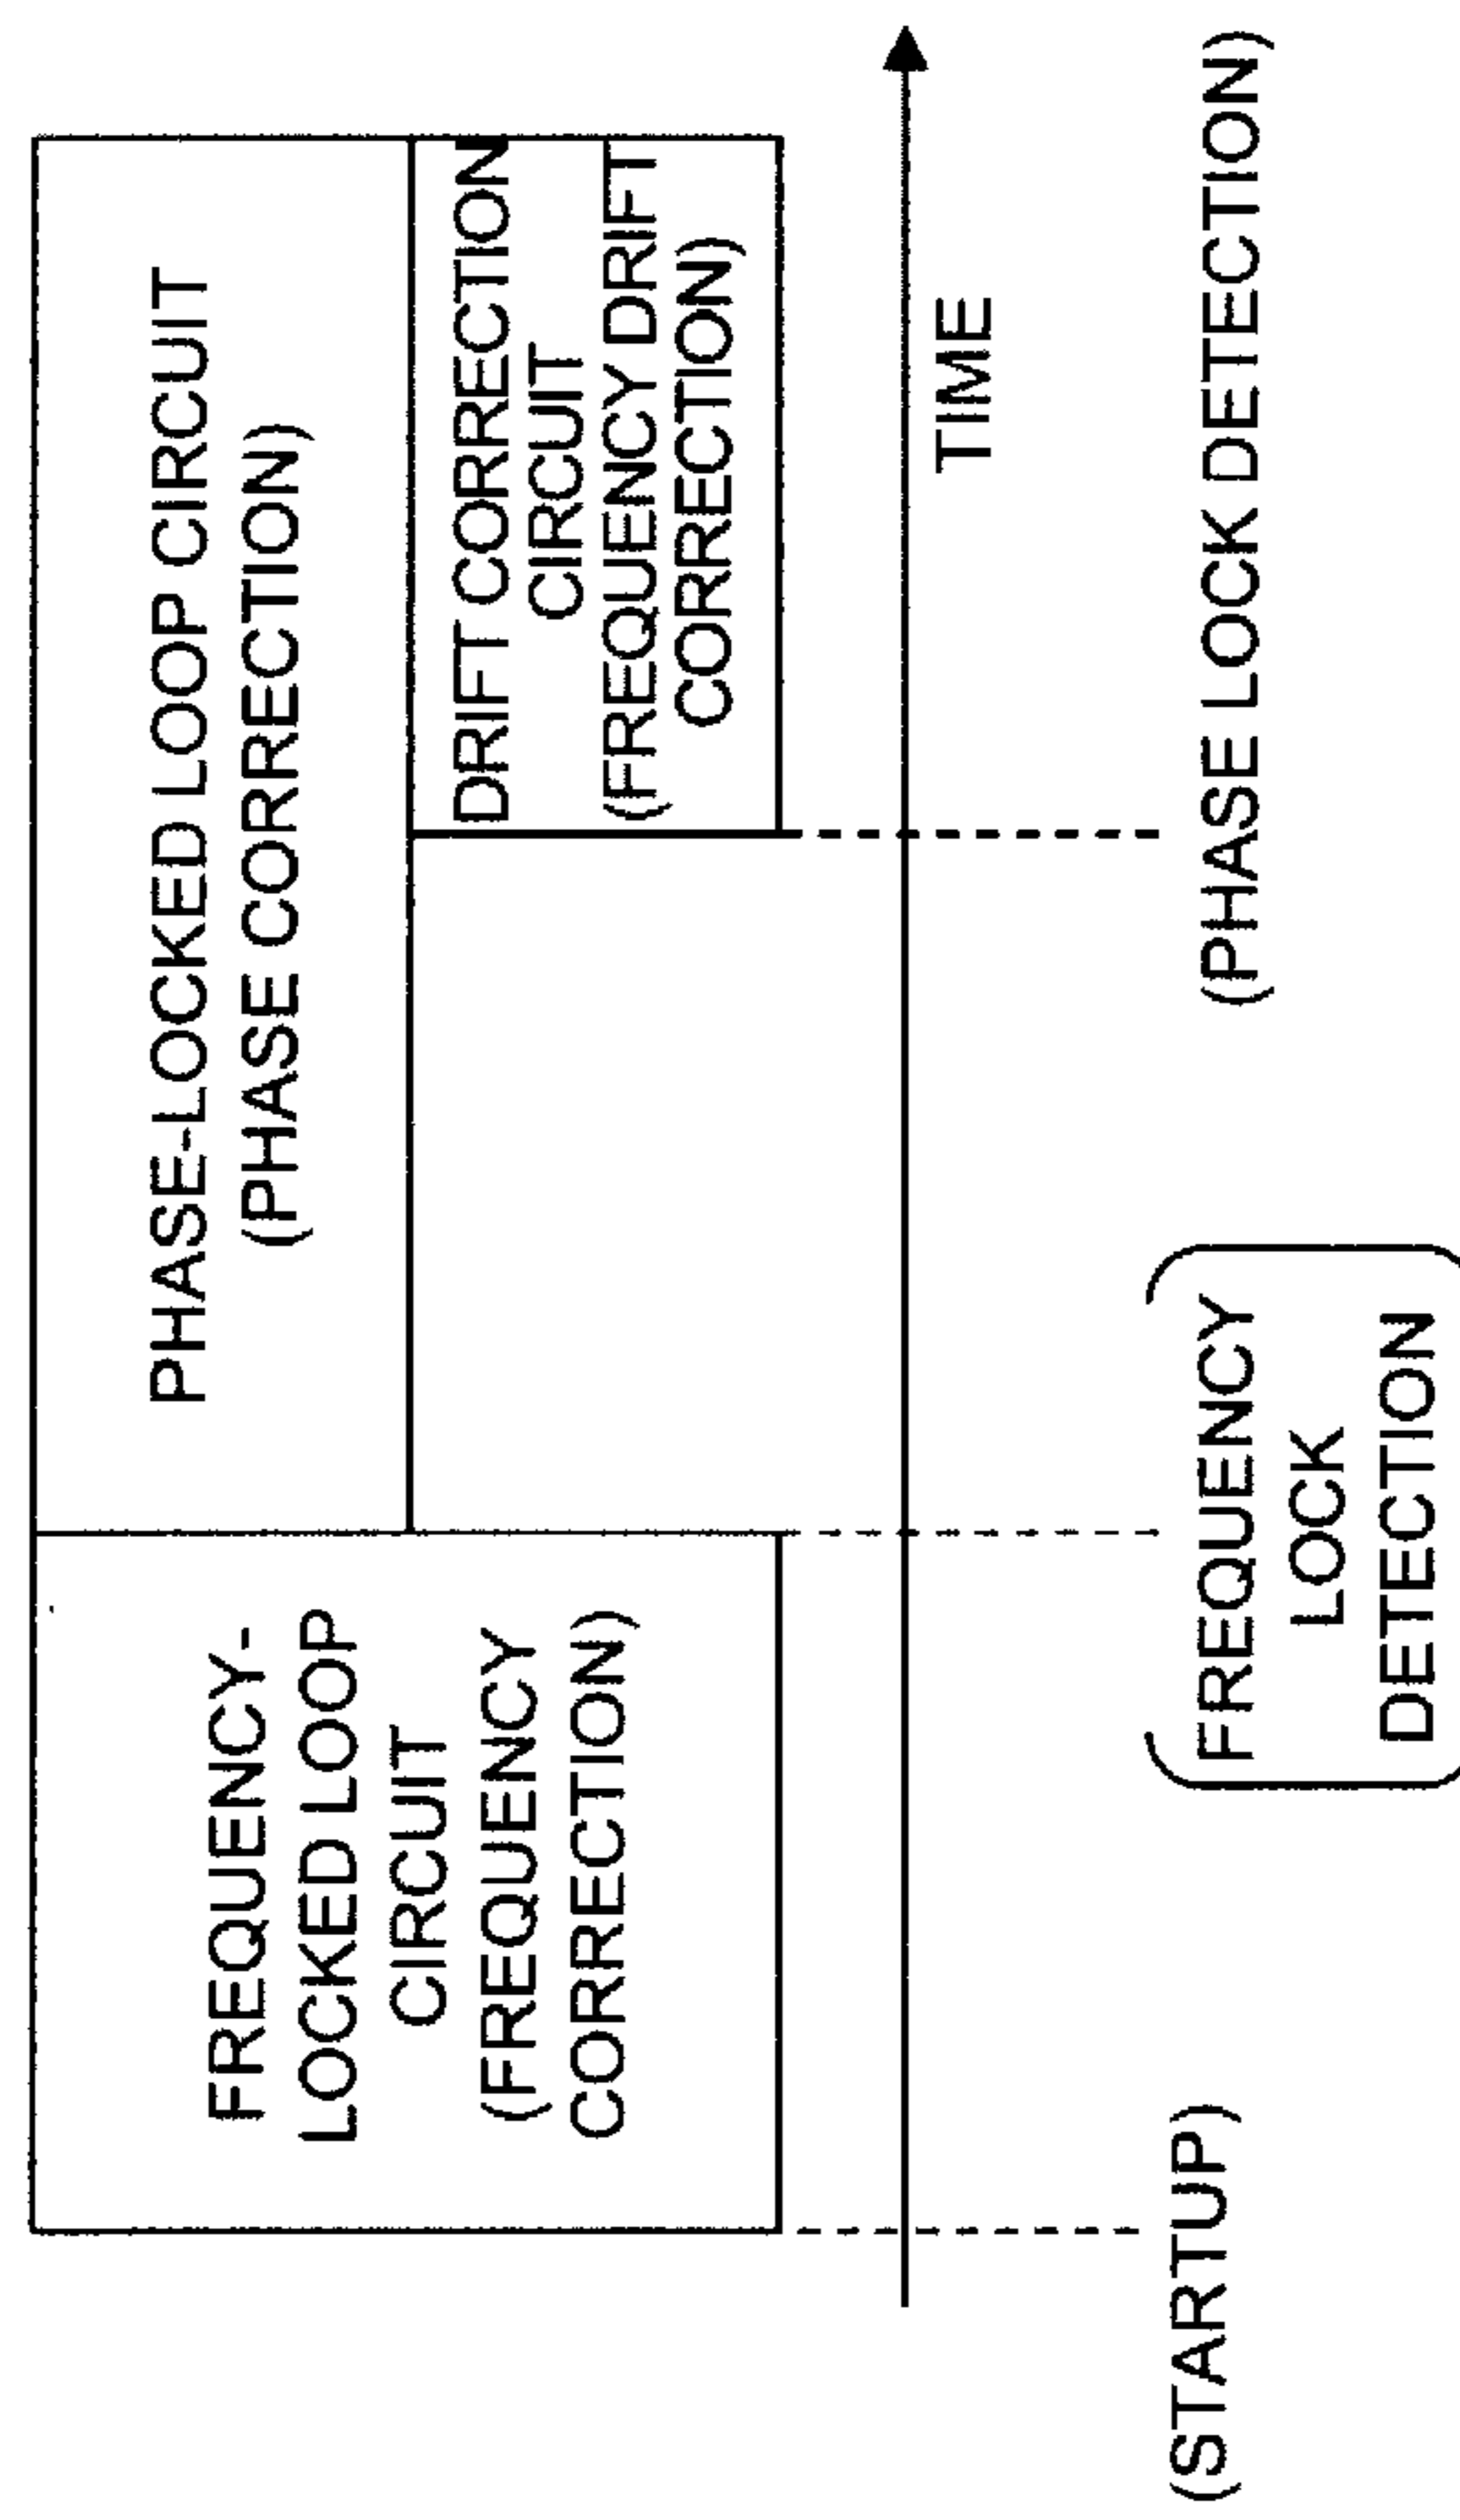 FREQUENCY-
LOCKED LOOP
CIRCUIT
(FREQUENCY
CORRECTION)
PHASE-LOCKED LOOP CIRCUIT
(PHASE CORRECTION)
DRIFT CORRECTION
CIRCUIT
(FREQUENCY DRIFT
CORRECTION)
TIME
(STARTUP)
FREQUENCY
LOCK
DETECTION
(PHASE LOCK DETECTION)